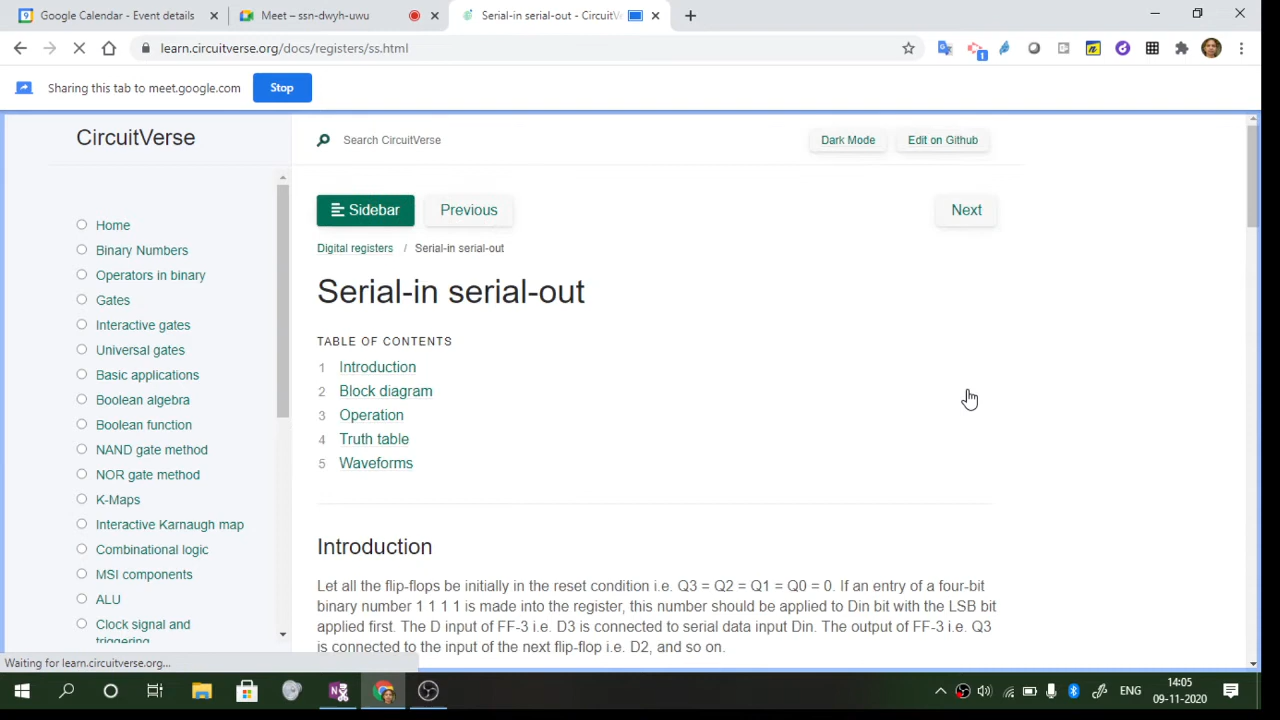 Google Calendar - Event details
Meet – ssn-dwyh-uwu
Serial-in serial-out - CircuitV
learn.circuitverse.org/docs/registers/ss.html
1
Sharing this tab to meet.google.com
Stop
CircuitVerse
Search CircuitVerse
Dark Mode
Edit on Github
Sidebar
Previous
Next
Digital registers / Serial-in serial-out
Serial-in serial-out
TABLE OF CONTENTS
1 Introduction
2 Block diagram
3 Operation
4 Truth table
5 Waveforms
Home
Binary Numbers
Operators in binary
Gates
Interactive gates
Universal gates
Basic applications
Boolean algebra
Boolean function
NAND gate method
NOR gate method
K-Maps
Interactive Karnaugh map
Combinational logic
MSI components
ALU
Clock signal and
triggering
Introduction
Let all the flip-flops be initially in the reset condition i.e. Q3 = Q2 = Q1 = Q0 = 0. If an entry of a four-bit
binary number 1 1 1 1 is made into the register, this number should be applied to Din bit with the LSB bit
applied first. The D input of FF-3 i.e. D3 is connected to serial data input Din. The output of FF-3 i.e. Q3
is connected to the input of the next flip-flop i.e. D2, and so on.
Waiting for learn.circuitverse.org...
ENG
14:05
09-11-2020